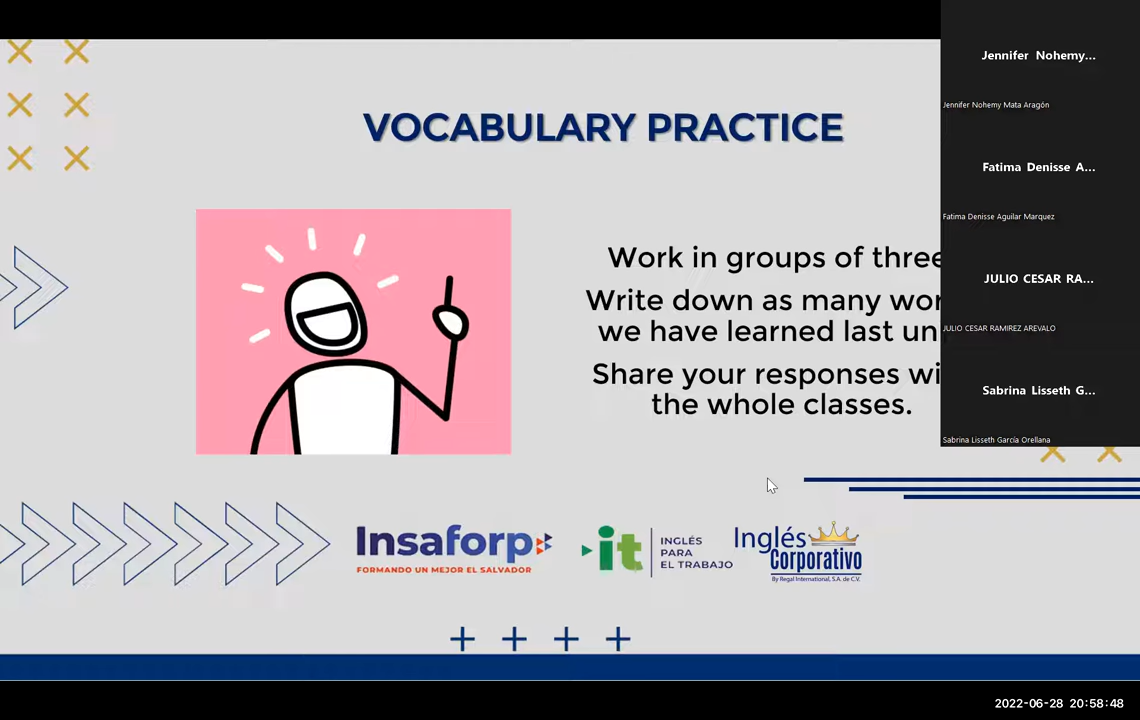 VOCABULARY PRACTICE
Work in groups of three
Write down as many
we have learned last
Share your responses
the whole classes.
Insaforp
FORMANDO UN MEJOR EL SALVADOR
it
INGLÉS
PARA
EL TRABAJO
Inglés
Corporativo
By Regal International, S.A. de C.V.
Jennifer Nohemy...
Jennifer Nohemy Mata Aragón
Fatima Denisse A...
Fatima Denisse Aguilar Marquez
JULIO CESAR RA...
JULIO CESAR RAMIREZ AREVALO
Sabrina Lisseth G...
Sabrina Lisseth García Orellana
2022-06-28 20:58:48